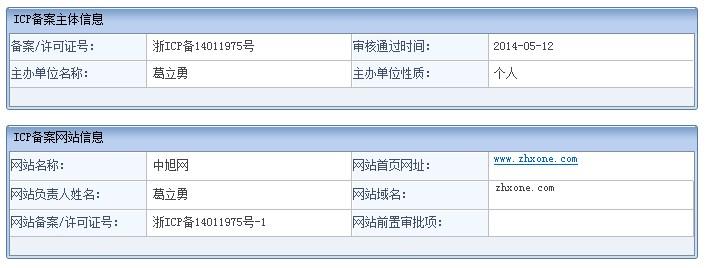 ICP备案主体信息
备案/许可证号: 浙ICP备14011975号 审核通过时间: 2014-05-12
主办单位名称: 葛立勇 主办单位性质: 个人
ICP备案网站信息
网站名称: 中旭网 网站首页网址: www.zhxone.com
网站负责人姓名: 葛立勇 网站域名: zhxone.com
网站备案/许可证号: 浙ICP备14011975号-1 网站前置审批项: